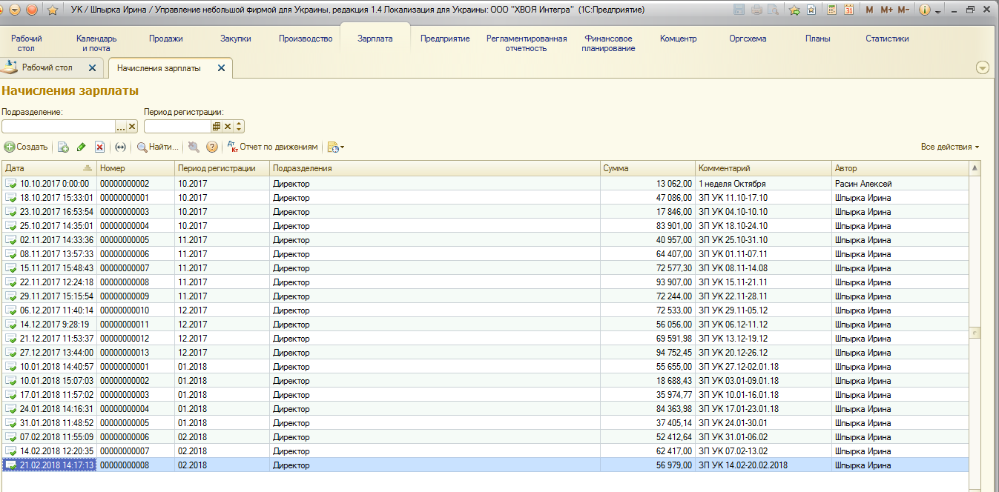 УК / Шпырка Ирина / Управление небольшой фирмой для Украины, редакция 1.4 Локализация для Украины: ООО "ХВОЯ Интегра" (1С:Предприятие)
31 M M+ M-
Рабочий стол Календарь и почта Продажи Закупки Производство Зарплата Предприятие Регламентированная отчетность Финансовое планирование Комцентр Оргсхема Планы Статистики
Рабочий стол Начисления зарплаты
Начисления зарплаты
Подразделение: Период регистрации:
Создать Найти... Дт Кт Отчет по движениям Все действия
Дата Номер Период регистрации Подразделения Сумма Комментарий Автор
10.10.2017 0:00:00 00000000002 10.2017 Директор 13 062,00 1 неделя Октября Расин Алексей
18.10.2017 15:33:01 00000000001 10.2017 Директор 47 086,00 ЗП УК 11.10-17.10 Шпырка Ирина
23.10.2017 16:53:54 00000000003 10.2017 Директор 17 846,00 ЗП УК 04.10-10.10 Шпырка Ирина
25.10.2017 14:35:01 00000000004 10.2017 Директор 83 901,00 ЗП УК 18.10-24.10 Шпырка Ирина
02.11.2017 14:33:36 00000000005 11.2017 Директор 40 957,00 ЗП УК 25.10-31.10 Шпырка Ирина
08.11.2017 13:57:33 00000000006 11.2017 Директор 64 407,00 ЗП УК 01.11-07.11 Шпырка Ирина
15.11.2017 15:48:43 00000000007 11.2017 Директор 72 577,30 ЗП УК 08.11-14.08 Шпырка Ирина
22.11.2017 12:24:18 00000000008 11.2017 Директор 93 907,00 ЗП УК 15.11-21.11 Шпырка Ирина
29.11.2017 15:15:54 00000000009 11.2017 Директор 72 244,00 ЗП УК 22.11-28.11 Шпырка Ирина
06.12.2017 11:40:14 00000000010 12.2017 Директор 72 533,00 ЗП УК 29.11-05.12 Шпырка Ирина
14.12.2017 9:28:19 00000000011 12.2017 Директор 56 056,00 ЗП УК 06.12-11.12 Шпырка Ирина
21.12.2017 11:53:37 00000000012 12.2017 Директор 69 591,98 ЗП УК 13.12-19.12 Шпырка Ирина
27.12.2017 13:44:00 00000000013 12.2017 Директор 94 752,45 ЗП УК 20.12-26.12 Шпырка Ирина
10.01.2018 14:40:57 00000000001 01.2018 Директор 55 655,00 ЗП УК 27.12-02.01.18 Шпырка Ирина
10.01.2018 15:07:03 00000000002 01.2018 Директор 18 688,43 ЗП УК 03.01-09.01.18 Шпырка Ирина
17.01.2018 11:57:02 00000000003 01.2018 Директор 35 974,77 ЗП УК 10.01-16.01.18 Шпырка Ирина
24.01.2018 14:16:31 00000000004 01.2018 Директор 84 363,98 ЗП УК 17.01-23.01.18 Шпырка Ирина
31.01.2018 11:48:52 00000000005 01.2018 Директор 37 405,14 ЗП УК 24.01-30.01 Шпырка Ирина
07.02.2018 11:55:09 00000000006 02.2018 Директор 52 412,64 ЗП УК 31.01-06.02 Шпырка Ирина
14.02.2018 12:20:35 00000000007 02.2018 Директор 62 417,00 ЗП УК 07.02-13.02 Шпырка Ирина
21.02.2018 14:17:13 00000000008 02.2018 Директор 56 979,00 ЗП УК 14.02-20.02.2018 Шпырка Ирина